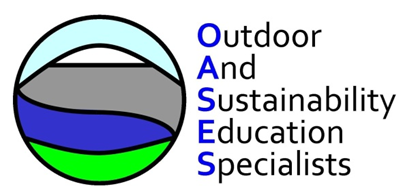 Outdoor
And
Sustainability
Education
Specialists